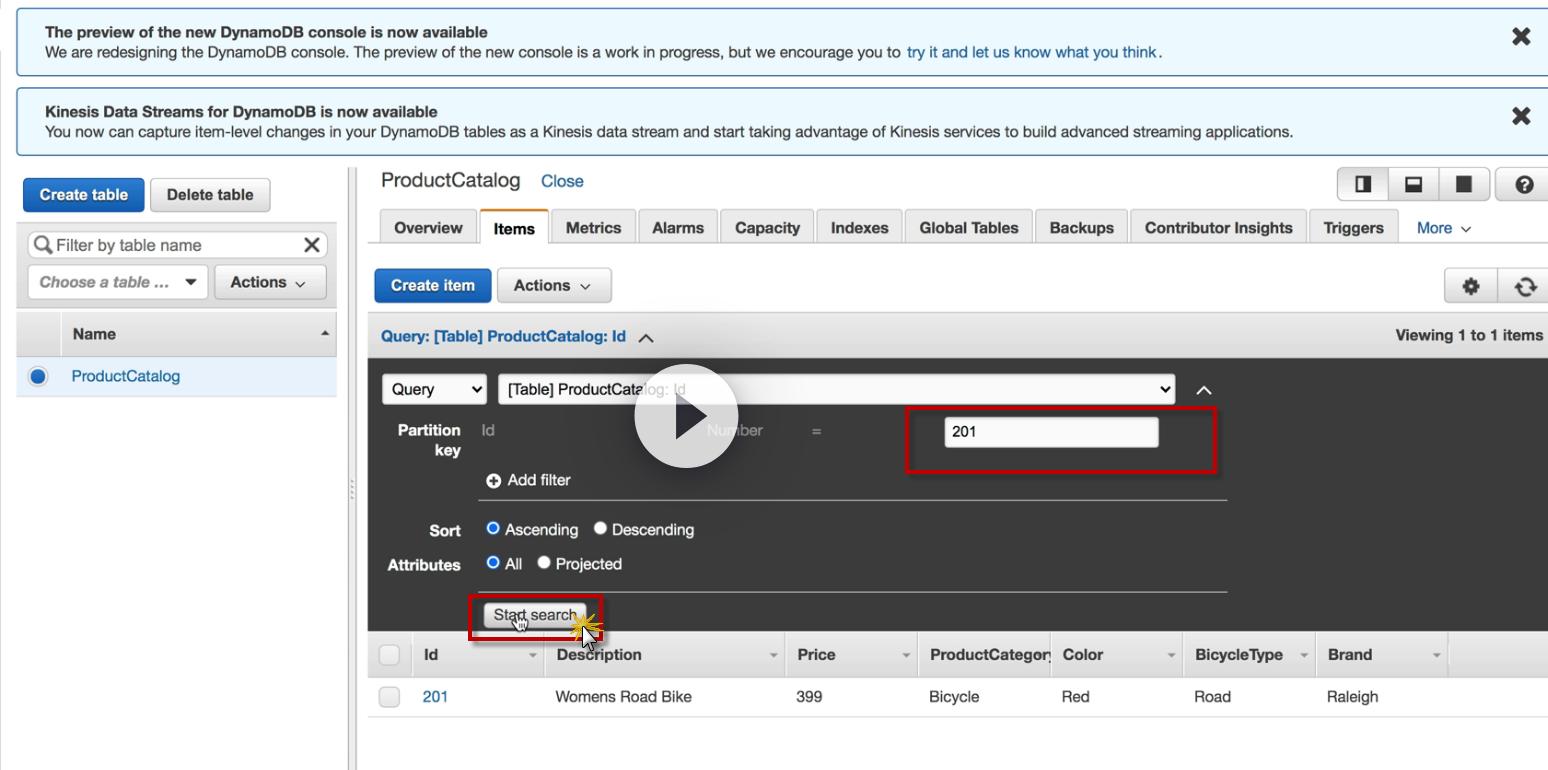 The preview of the new DynamoDB console is now available
We are redesigning the DynamoDB console. The preview of the new console is a work in progress, but we encourage you to try it and let us know what you think.
Kinesis Data Streams for DynamoDB is now available
You now can capture item-level changes in your DynamoDB tables as a Kinesis data stream and start taking advantage of Kinesis services to build advanced streaming applications.
Create table Delete table
Filter by table name
Choose a table ... Actions
Name
ProductCatalog
ProductCatalog Close
Overview Items Metrics Alarms Capacity Indexes Global Tables Backups Contributor Insights Triggers More
Create item Actions
Query: [Table] ProductCatalog: Id Viewing 1 to 1 items
Query [Table] ProductCatalog: Id
Partition key Id Number = 201
Add filter
Sort Ascending Descending
Attributes All Projected
Start search
Id Description Price ProductCategory Color BicycleType Brand
201 Womens Road Bike 399 Bicycle Red Road Raleigh